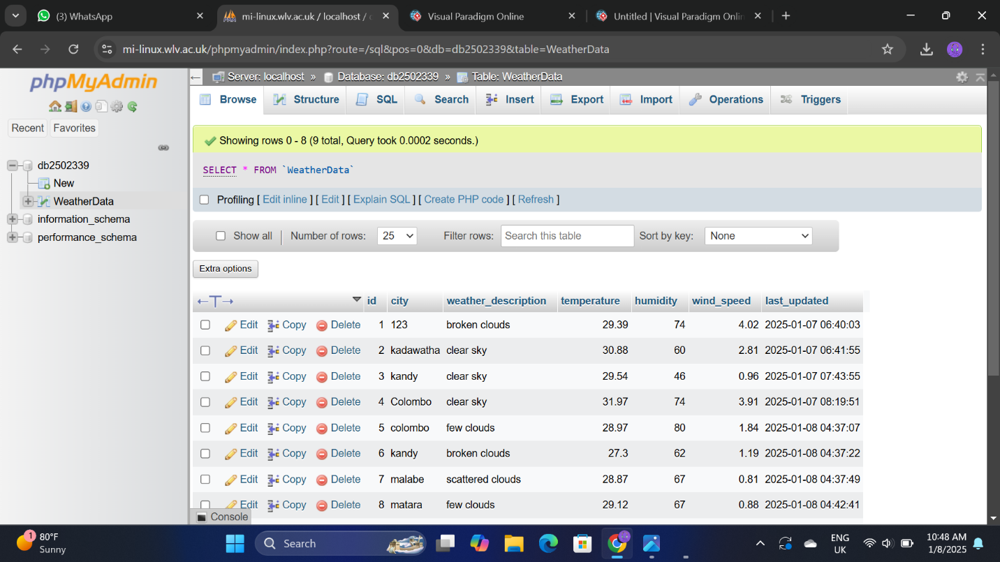 (3) WhatsApp
mi-linux.wlv.ac.uk / localhost /
Visual Paradigm Online
Untitled | Visual Paradigm Onlin
mi-linux.wlv.ac.uk/phpmyadmin/index.php?route=/sql&pos=0&db=db2502339&table=WeatherData
phpMyAdmin
Recent Favorites
db2502339
New
WeatherData
information_schema
performance_schema
Server: localhost » Database: db2502339 » Table: WeatherData
Browse Structure SQL Search Insert Export Import Operations Triggers
Showing rows 0 - 8 (9 total, Query took 0.0002 seconds.)
SELECT * FROM `WeatherData`
Profiling [ Edit inline ] [ Edit ] [ Explain SQL ] [ Create PHP code ] [ Refresh ]
Show all | Number of rows: 25 Filter rows: Search this table Sort by key: None
Extra options
id city weather_description temperature humidity wind_speed last_updated
Edit Copy Delete 1 123 broken clouds 29.39 74 4.02 2025-01-07 06:40:03
Edit Copy Delete 2 kadawatha clear sky 30.88 60 2.81 2025-01-07 06:41:55
Edit Copy Delete 3 kandy clear sky 29.54 46 0.96 2025-01-07 07:43:55
Edit Copy Delete 4 Colombo clear sky 31.97 74 3.91 2025-01-07 08:19:51
Edit Copy Delete 5 colombo few clouds 28.97 80 1.84 2025-01-08 04:37:07
Edit Copy Delete 6 kandy broken clouds 27.3 62 1.19 2025-01-08 04:37:22
Edit Copy Delete 7 malabe scattered clouds 28.87 67 0.81 2025-01-08 04:37:49
Edit Copy Delete 8 matara few clouds 29.12 67 0.88 2025-01-08 04:42:41
Console
1
80°F
Sunny
Search
ENG
UK
10:48 AM
1/8/2025